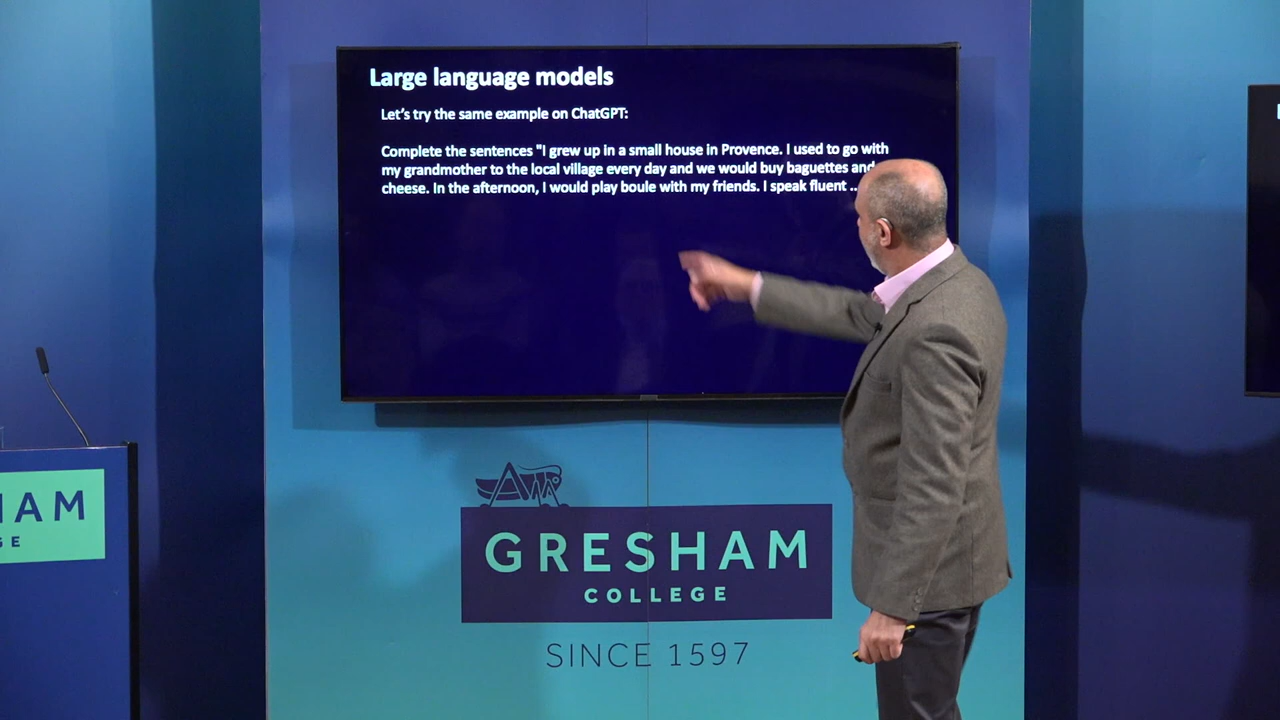 Large language models
Let's try the same example on ChatGPT:
Complete the sentences "I grew up in a small house in Provence. I used to go with
my grandmother to the local village every day and we would buy baguettes and
cheese. In the afternoon, I would play boule with my friends. I speak fluent ..
HAM
GE
GRESHAM
COLLEGE
SINCE 1597